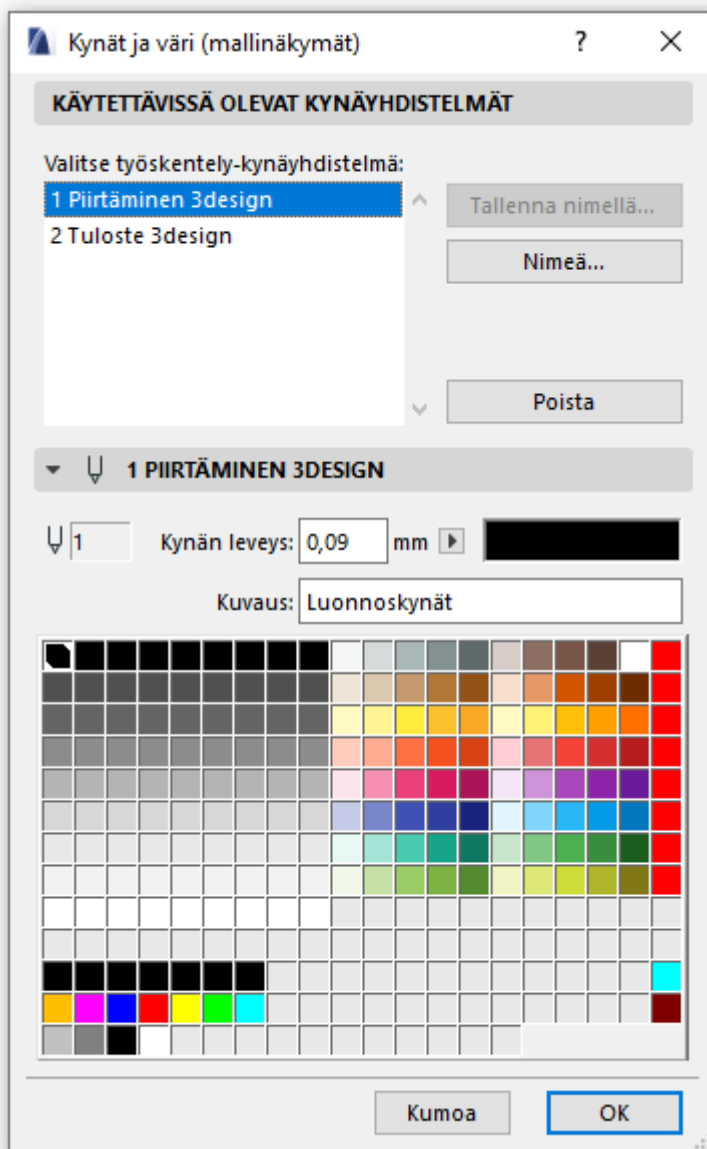 Kynät ja väri (mallinäkymät) ?
KÄYTETTÄVISSÄ OLEVAT KYNÄYHDISTELMÄT
Valitse työskentely-kynäyhdistelmä:
1 Piirtäminen 3design
2 Tuloste 3design
Tallenna nimellä...
Nimeä...
Poista
1 PIIRTÄMINEN 3DESIGN
1 Kynän leveys: 0,09 mm
Kuvaus: Luonnoskynät
Kumoa OK